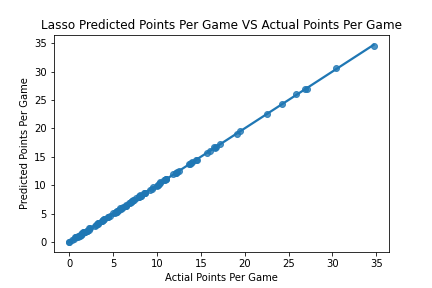 Lasso Predicted Points Per Game VS Actual Points Per Game
35
30
25
20
15
10
5
0
Predicted Points Per Game
0 5 10 15 20 25 30 35
Actial Points Per Game